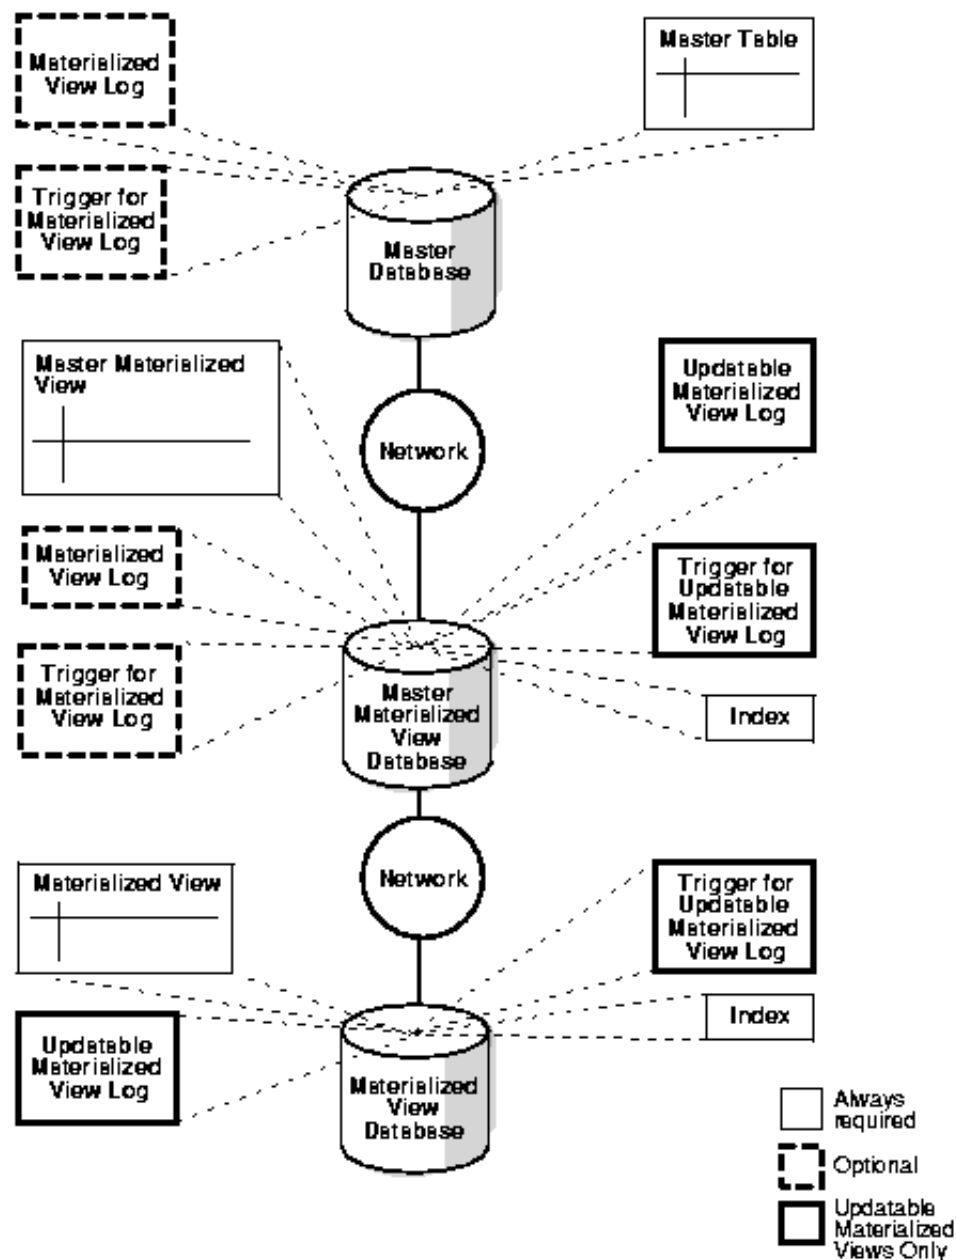 Materialized
View Log
Master Table
Trigger for
Materialized
View Log
Master
Database
Master Materialized
View
Updatable
Materialized
View Log
Network
Materialized
View Log
Trigger for
Updatable
Materialized
View Log
Trigger for
Materialized
View Log
Master
Materialized
View
Database
Index
Materialized View
Network
Trigger for
Updatable
Materialized
View Log
Index
Updatable
Materialized
View Log
Materialized
View
Database
Always
required
Optional
Updatable
Materialized
Views Only